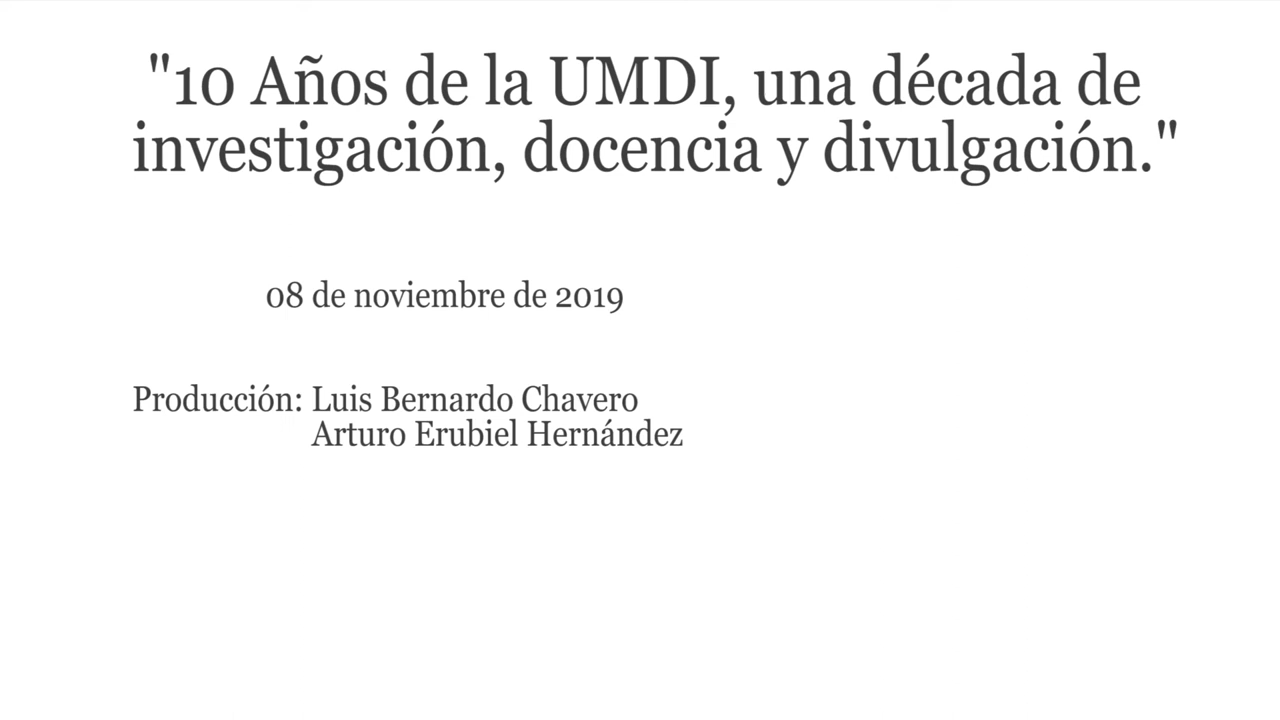 "10 Años de la UMDI, una década de
investigación, docencia y divulgación."
08 de noviembre de 2019
Producción: Luis Bernardo Chavero
Arturo Erubiel Hernández